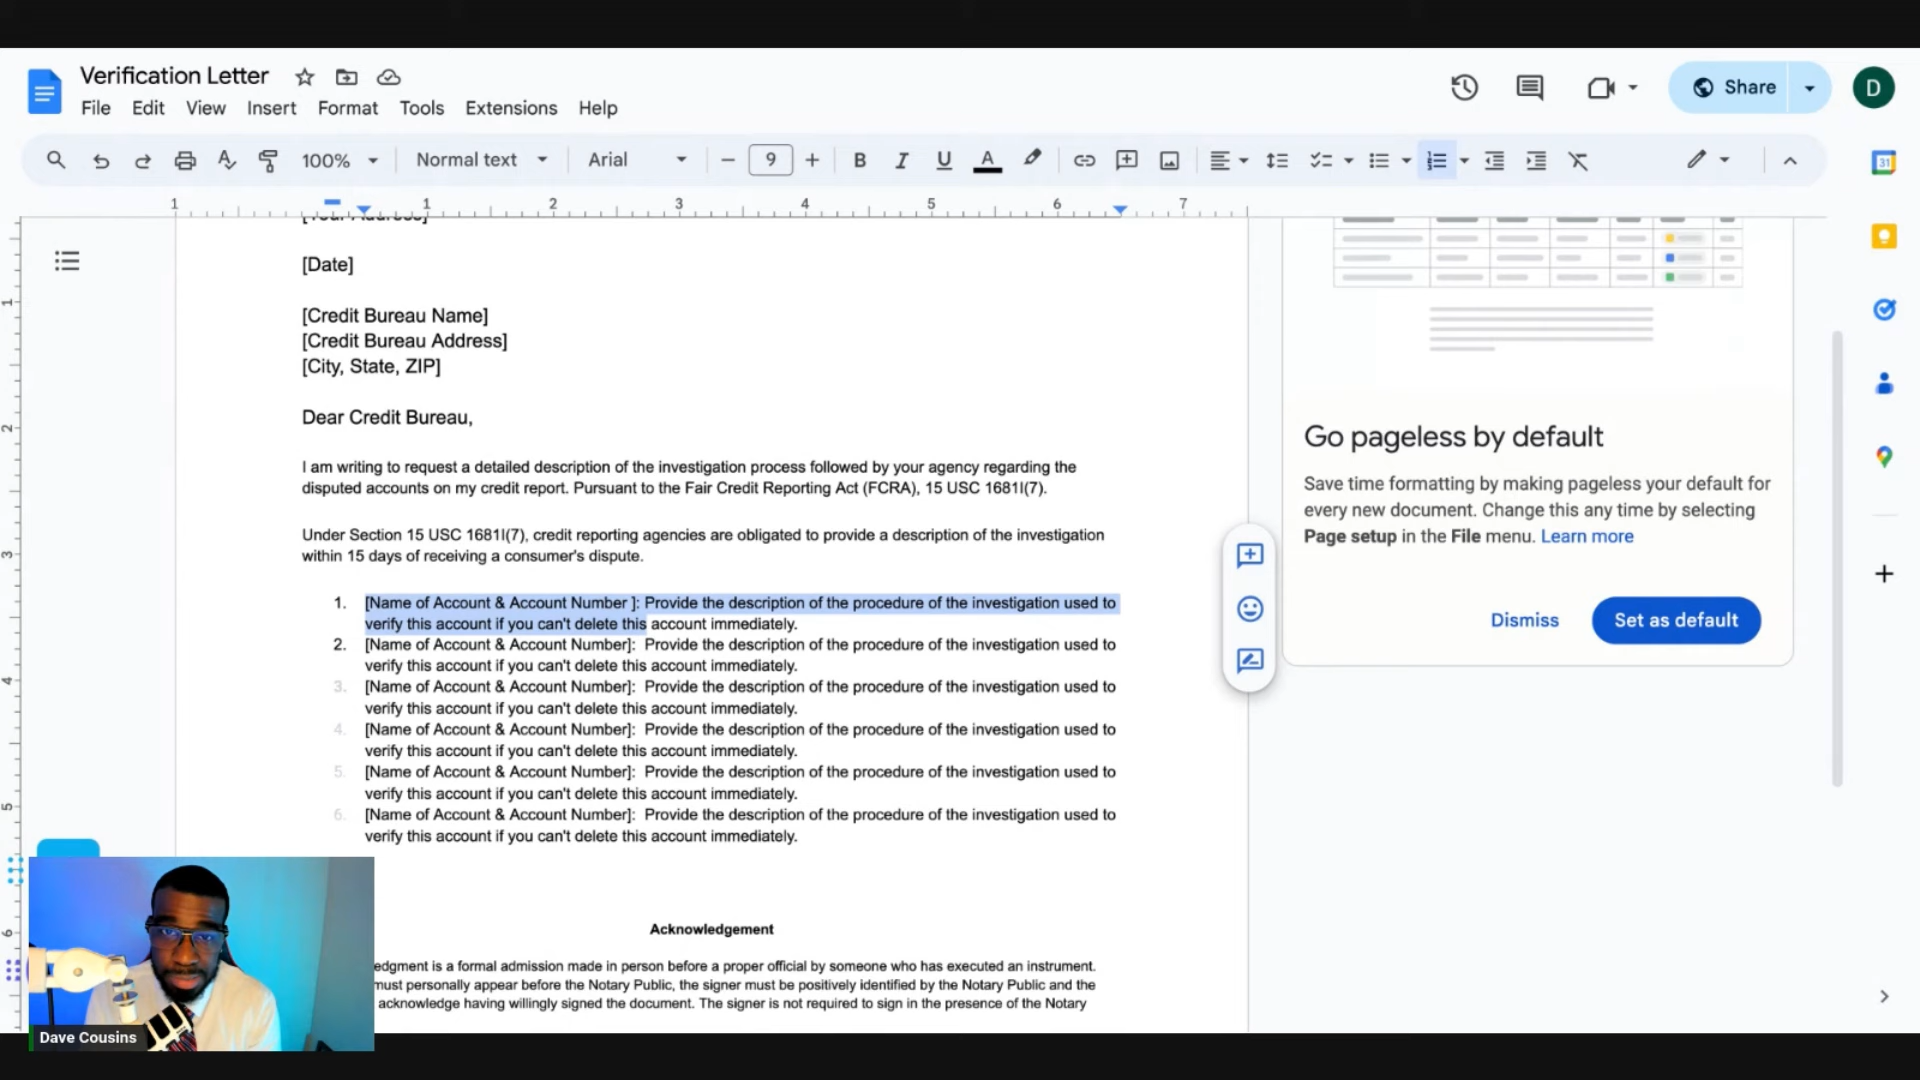 Verification Letter
File Edit View Insert Format Tools Extensions Help
Share
D
100% Normal text Arial 9 B I U A
31
1 1 2 3 4 5 6 7
[Your Address]
[Date]
[Credit Bureau Name]
[Credit Bureau Address]
[City, State, ZIP]
Dear Credit Bureau,
I am writing to request a detailed description of the investigation process followed by your agency regarding the
disputed accounts on my credit report. Pursuant to the Fair Credit Reporting Act (FCRA), 15 USC 1681I(7).
Under Section 15 USC 1681I(7), credit reporting agencies are obligated to provide a description of the investigation
within 15 days of receiving a consumer's dispute.
1. [Name of Account & Account Number ]: Provide the description of the procedure of the investigation used to
verify this account if you can't delete this account immediately.
2. [Name of Account & Account Number]: Provide the description of the procedure of the investigation used to
verify this account if you can't delete this account immediately.
3. [Name of Account & Account Number]: Provide the description of the procedure of the investigation used to
verify this account if you can't delete this account immediately.
4. [Name of Account & Account Number]: Provide the description of the procedure of the investigation used to
verify this account if you can't delete this account immediately.
5. [Name of Account & Account Number]: Provide the description of the procedure of the investigation used to
verify this account if you can't delete this account immediately.
6. [Name of Account & Account Number]: Provide the description of the procedure of the investigation used to
verify this account if you can't delete this account immediately.
Acknowledgement
edgment is a formal admission made in person before a proper official by someone who has executed an instrument.
must personally appear before the Notary Public, the signer must be positively identified by the Notary Public and the
acknowledge having willingly signed the document. The signer is not required to sign in the presence of the Notary
1
2
3
4
5
6
Go pageless by default
Save time formatting by making pageless your default for
every new document. Change this any time by selecting
Page setup in the File menu. Learn more
Dismiss Set as default
Dave Cousins